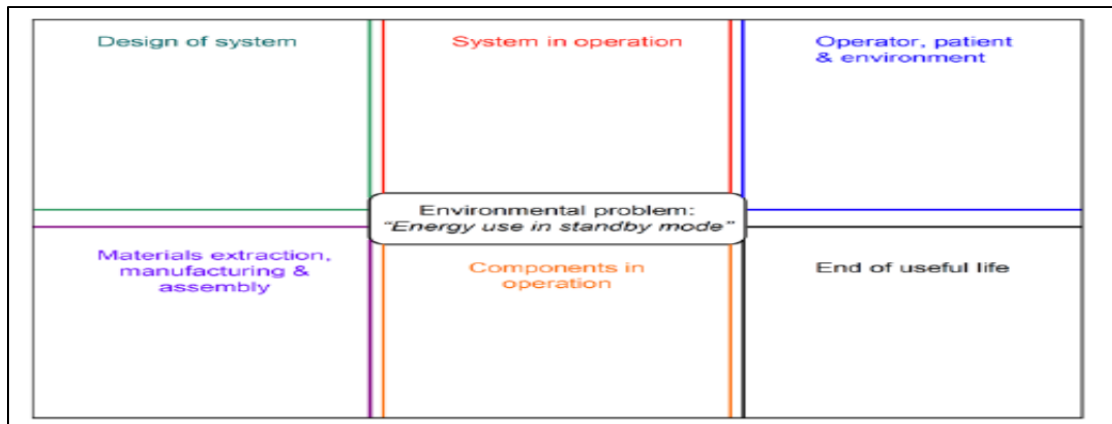 Design of system
System in operation
Operator, patient
& environment
Environmental problem:
"Energy use in standby mode"
Materials extraction,
manufacturing &
assembly
Components in
operation
End of useful life